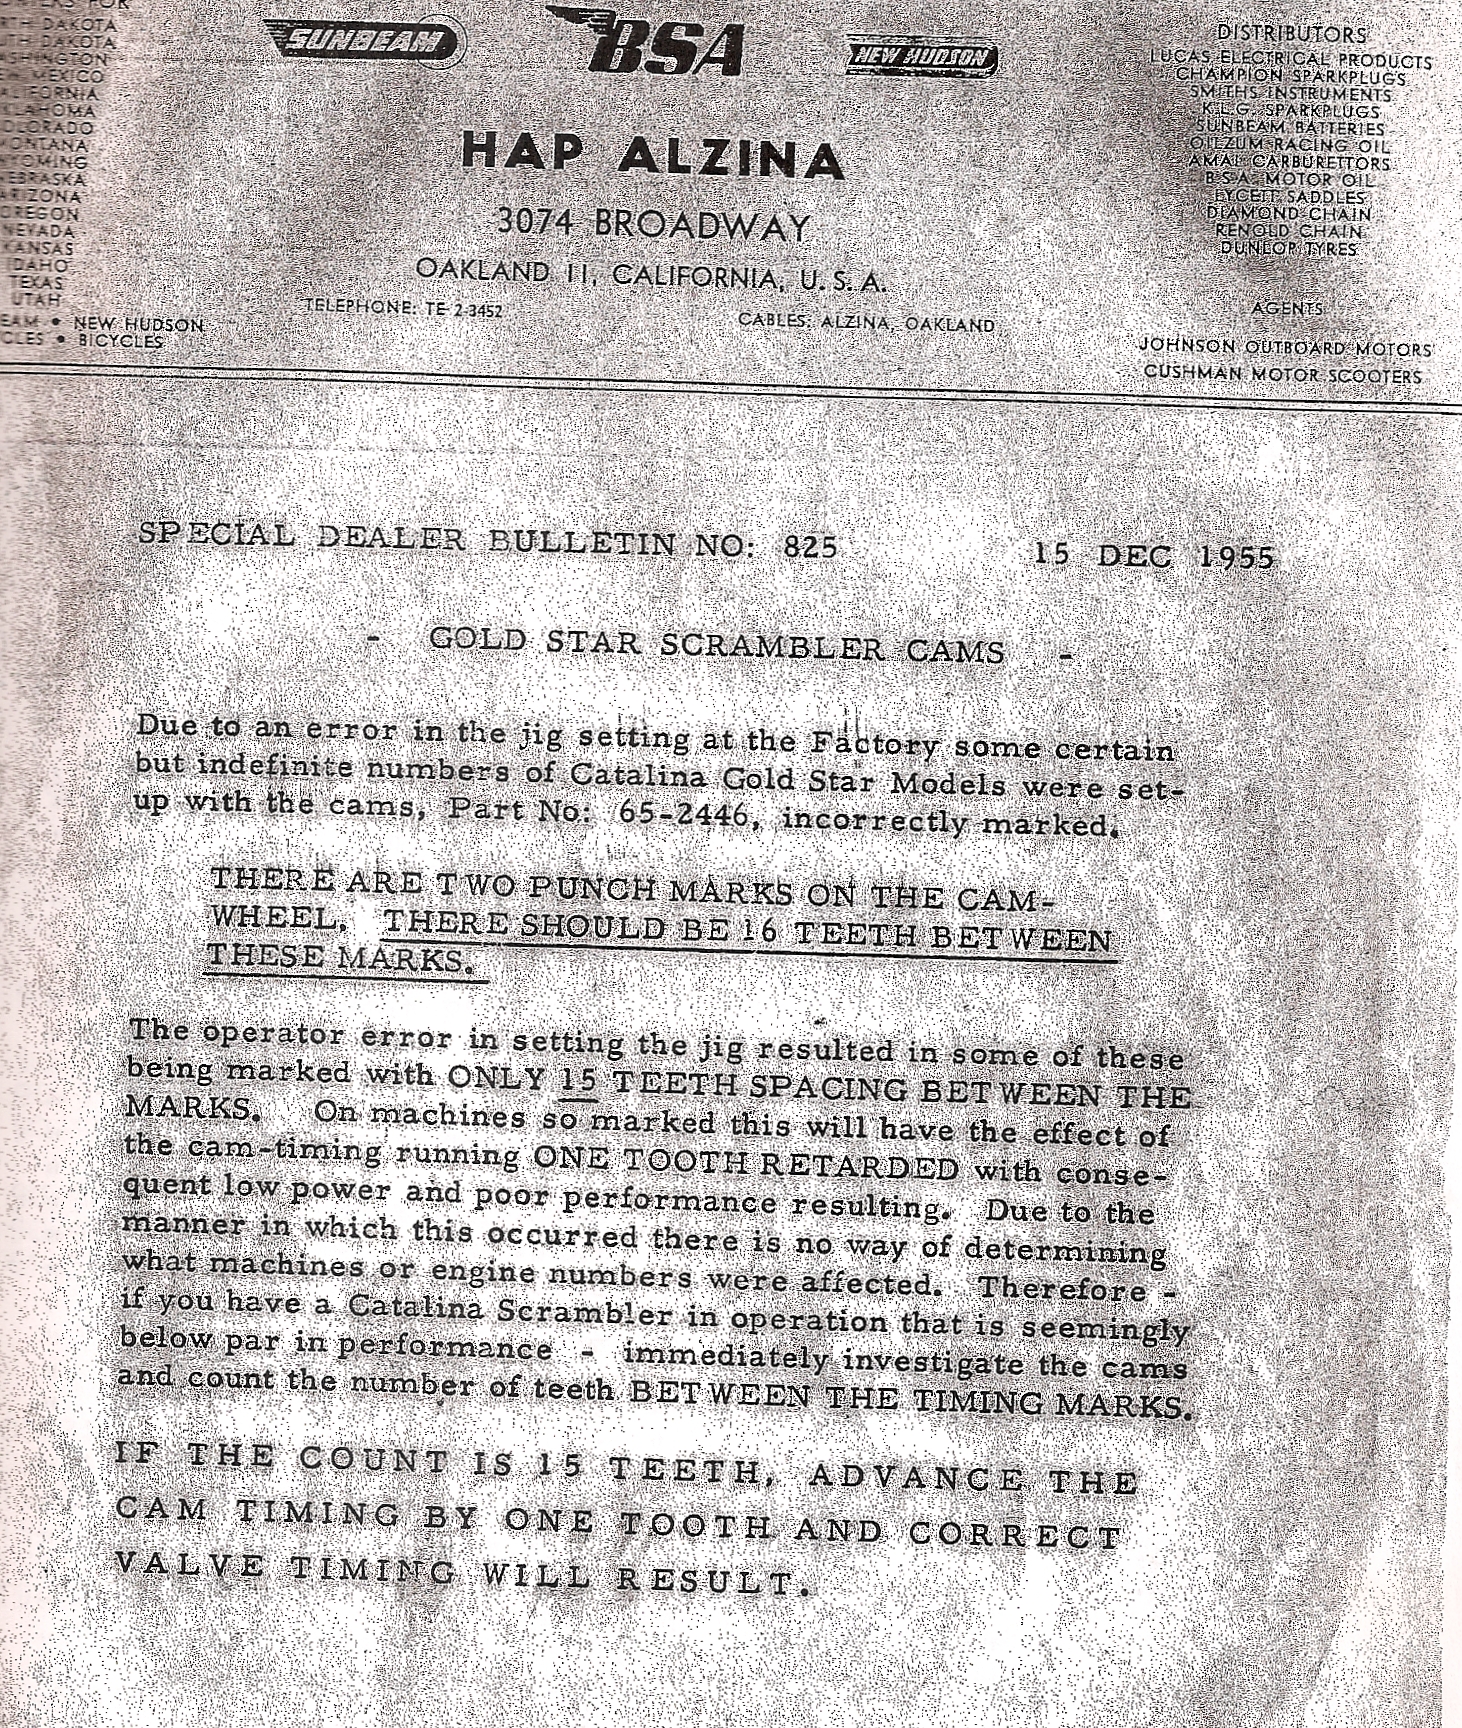 DAKOTA
DAKOTA
MEXICO
SUNBEAM
BSA
NEW HUDSON
HAP ALZINA
3074 BROADWAY
OAKLAND 11, CALIFORNIA, U. S. A.
TELEPHONE: TE 2-3452
CABLES: ALZINA, OAKLAND
NEVADA
KANSAS
TEXAS
UTAH
• NEW HUDSON
• BICYCLES
DISTRIBUTORS
LUCAS ELECTRICAL PRODUCTS
CHAMPION SPARKPLUGS
SMITHS INSTRUMENTS
K.L.G. SPARKPLUGS
SUNBEAM BATTERIES
OILZUM RACING OIL
AMAL CARBURETTORS
B.S.A. MOTOR OIL
LYCETT SADDLES
DIAMOND CHAIN
RENOLD CHAIN
DUNLOP TYRES
AGENTS
JOHNSON OUTBOARD MOTORS
CUSHMAN MOTOR SCOOTERS
SPECIAL DEALER BULLETIN NO: 825 15 DEC 1955
- GOLD STAR SCRAMBLER CAMS -
Due to an error in the jig setting at the Factory some certain
but indefinite numbers of Catalina Gold Star Models were set-
up with the cams, Part No: 65-2446, incorrectly marked.
THERE ARE TWO PUNCH MARKS ON THE CAM-
WHEEL. THERE SHOULD BE 16 TEETH BETWEEN
THESE MARKS.
The operator error in setting the jig resulted in some of these
being marked with ONLY 15 TEETH SPACING BETWEEN THE
MARKS. On machines so marked this will have the effect of
the cam-timing running ONE TOOTH RETARDED with conse-
quent low power and poor performance resulting. Due to the
manner in which this occurred there is no way of determining
what machines or engine numbers were affected. Therefore -
if you have a Catalina Scrambler in operation that is seemingly
below par in performance - immediately investigate the cams
and count the number of teeth BETWEEN THE TIMING MARKS.
IF THE COUNT IS 15 TEETH, ADVANCE THE
CAM TIMING BY ONE TOOTH AND CORRECT
VALVE TIMING WILL RESULT.